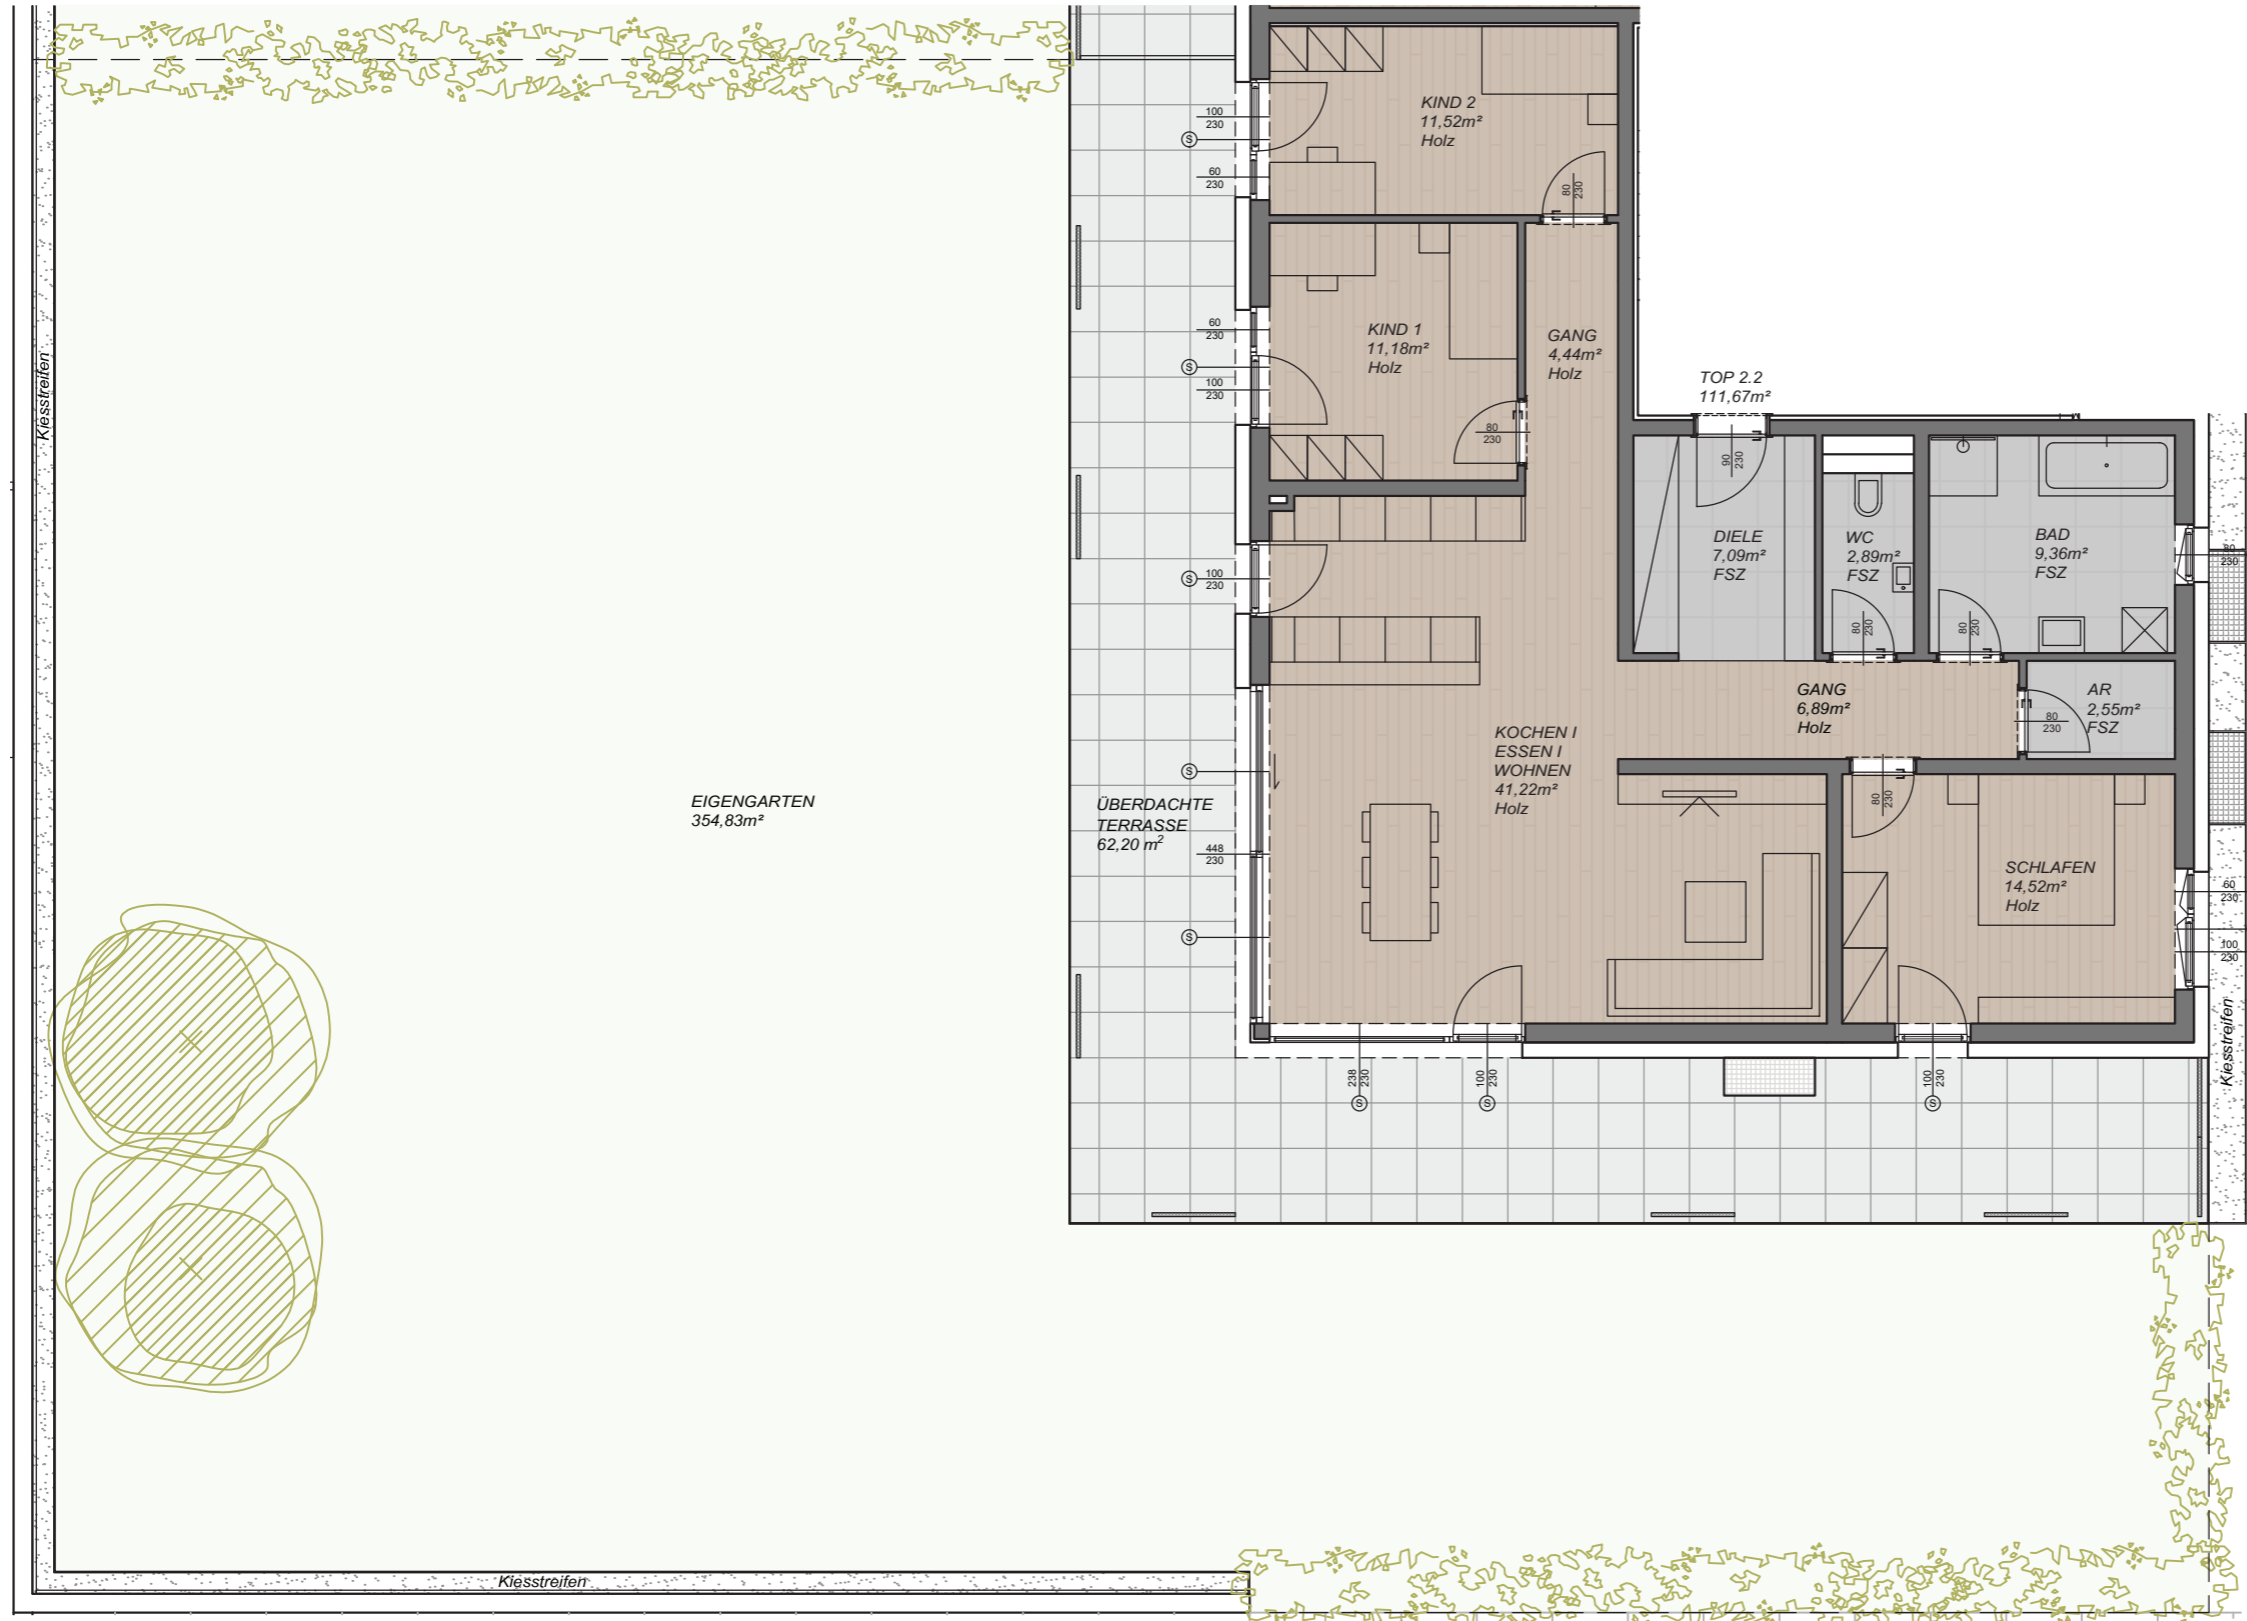 KIND 2
11,52m²
Holz
100
230
S
60
230
80
230
KIND 1
11,18m²
Holz
60
230
S
100
230
80
230
GANG
4,44m²
Holz
TOP 2.2
111,67m²
90
230
DIELE
7,09m²
FSZ
WC
2,89m²
FSZ
BAD
9,36m²
FSZ
80
230
S
100
230
80
230
80
230
GANG
6,89m²
Holz
AR
2,55m²
FSZ
80
230
KOCHEN I
ESSEN I
WOHNEN
41,22m²
Holz
S
448
230
S
80
230
SCHLAFEN
14,52m²
Holz
60
230
100
230
EIGENGARTEN
354,83m²
ÜBERDACHTE
TERRASSE
62,20 m²
238
230
S
100
230
S
100
230
S
Kiesstreifen
Kiesstreifen
Kiesstreifen